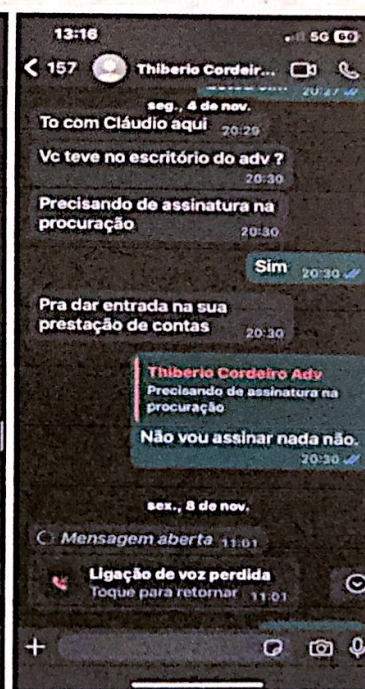 13:16
5G 60
157 Thiberio Cordeir...
20:27
seg., 4 de nov.
To com Cláudio aqui 20:29
Vc teve no escritório do adv ?
20:30
Precisando de assinatura na
procuração 20:30
Sim 20:30
Pra dar entrada na sua
prestação de contas 20:30
Thiberio Cordeiro Adv
Precisando de assinatura na
procuração
Não vou assinar nada não.
20:30
sex., 8 de nov.
Mensagem aberta 11:01
Ligação de voz perdida
Toque para retornar 11:01